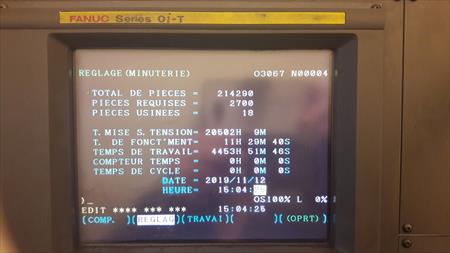 FANUC Series 0i-T
REGLAGE(MINUTERIE) O3067 N00004
TOTAL DE PIECES = 214290
PIECES REQUISES = 2700
PIECES USINEES = 18
T.MISE S.TENSION= 20502H 9M
T. DE FONCT'MENT= 11H 29M 40S
TEMPS DE TRAVAIL= 4453H 51M 46S
COMPTEUR TEMPS = 0H 0M 0S
TEMPS DE CYCLE = 0H 0M 0S
DATE = 2019/11/12
HEURE= 15:04:
)_ OS100% L 0%
EDIT **** *** *** 15:04:26
(COMP. )(REGLAG)(TRAVAI)( )(OPRT)